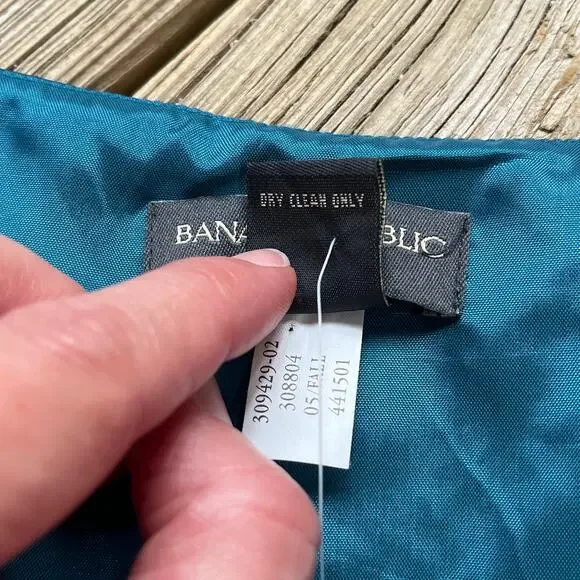 DRY CLEAN ONLY
BANA BLIC
309429-02
308804
05/FALL
441501